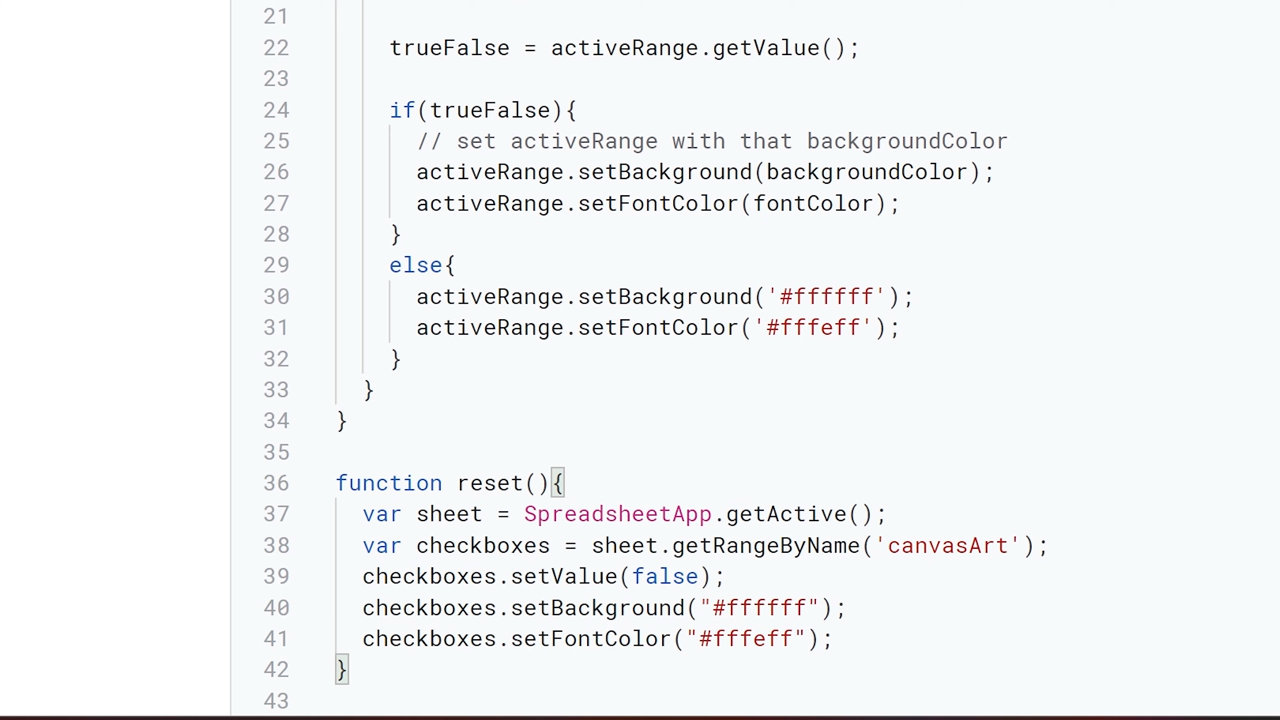 21
22 trueFalse = activeRange.getValue();
23
24 if(trueFalse){
25 // set activeRange with that backgroundColor
26 activeRange.setBackground(backgroundColor);
27 activeRange.setFontColor(fontColor);
28 }
29 else{
30 activeRange.setBackground('#ffffff');
31 activeRange.setFontColor('#fffeff');
32 }
33 }
34 }
35
36 function reset(){
37 var sheet = SpreadsheetApp.getActive();
38 var checkboxes = sheet.getRangeByName('canvasArt');
39 checkboxes.setValue(false);
40 checkboxes.setBackground("#ffffff");
41 checkboxes.setFontColor("#fffeff");
42 }
43